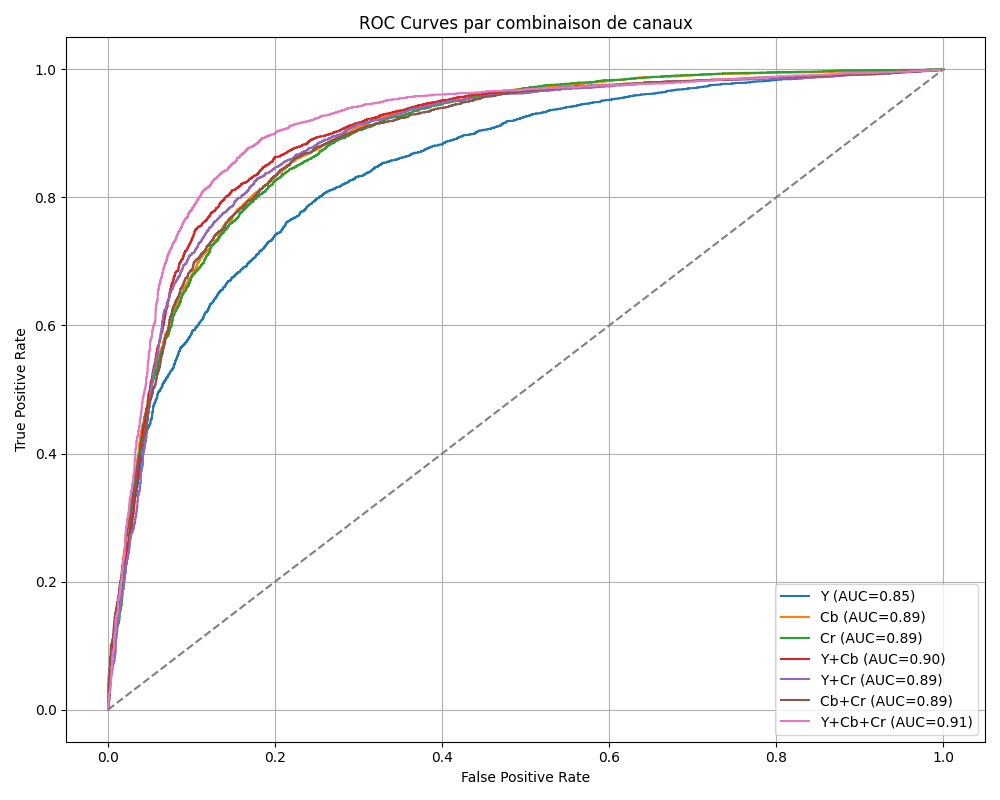 ROC Curves par combinaison de canaux
1.0
0.8
0.6
0.4
0.2
0.0
True Positive Rate
0.0 0.2 0.4 0.6 0.8 1.0
False Positive Rate
Y (AUC=0.85)
Cb (AUC=0.89)
Cr (AUC=0.89)
Y+Cb (AUC=0.90)
Y+Cr (AUC=0.89)
Cb+Cr (AUC=0.89)
Y+Cb+Cr (AUC=0.91)